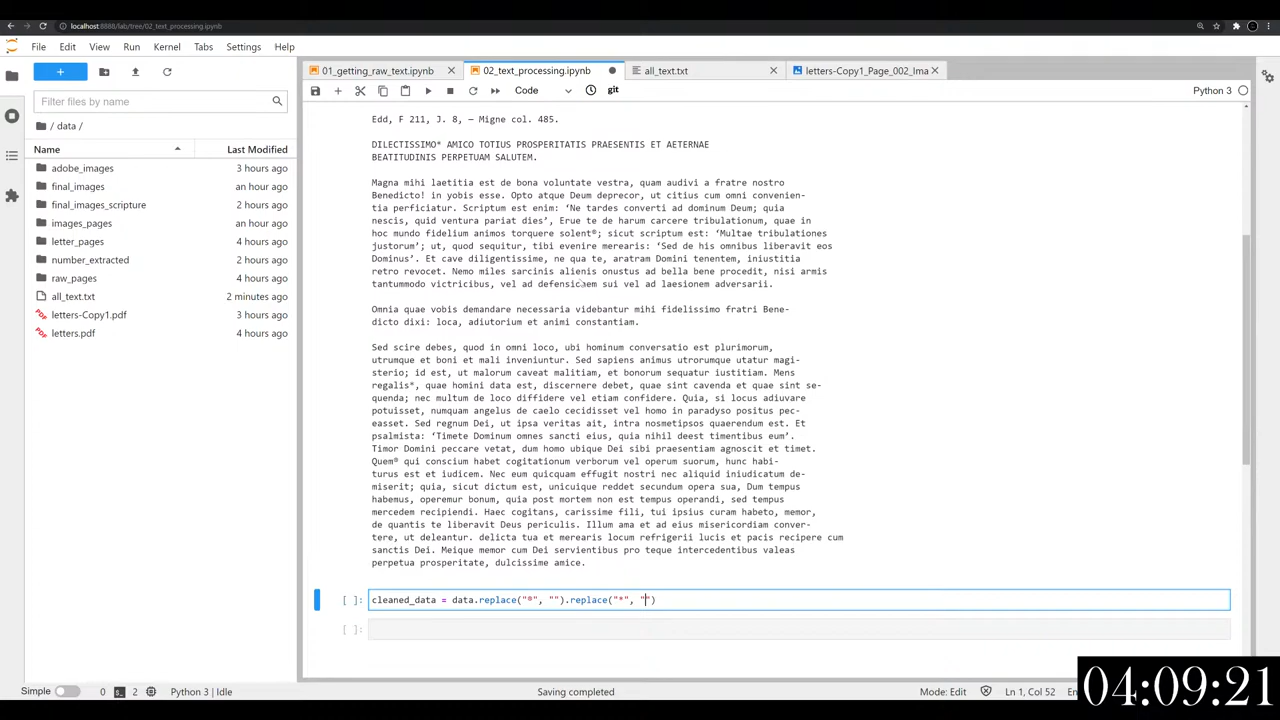 localhost:8888/lab/tree/02_text_processing.ipynb
File Edit View Run Kernel Tabs Settings Help
+
Filter files by name
/ data /
Name Last Modified
adobe_images 3 hours ago
final_images an hour ago
final_images_scripture 2 hours ago
images_pages an hour ago
letter_pages 4 hours ago
number_extracted 2 hours ago
raw_pages 4 hours ago
all_text.txt 2 minutes ago
letters-Copy1.pdf 3 hours ago
letters.pdf 4 hours ago
01_getting_raw_text.ipynb 02_text_processing.ipynb all_text.txt letters-Copy1_Page_002_Ima
Code git Python 3
Edd, F 211, J. 8, — Migne col. 485.
DILECTISSIMO* AMICO TOTIUS PROSPERITATIS PRAESENTIS ET AETERNAE
BEATITUDINIS PERPETUAM SALUTEM.
Magna mihi laetitia est de bona voluntate vestra, quam audivi a fratre nostro
Benedicto! in yobis esse. Opto atque Deum deprecor, ut citius cum omni convenien-
tia perficiatur. Scriptum est enim: ‘Ne tardes converti ad dominum Deum; quia
nescis, quid ventura pariat dies’, Erue te de harum carcere tribulationum, quae in
hoc mundo fidelium animos torquere solent®; sicut scriptum est: ‘Multae tribulationes
justorum’; ut, quod sequitur, tibi evenire merearis: ‘Sed de his omnibus liberavit eos
Dominus’. Et cave diligentissime, ne qua te, aratram Domini tenentem, iniustitia
retro revocet. Nemo miles sarcinis alienis onustus ad bella bene procedit, nisi armis
tantummodo victricibus, vel ad defensionem sui vel ad laesionem adversarii.
Omnia quae vobis demandare necessaria videbantur mihi fidelissimo fratri Bene-
dicto dixi: loca, adiutorium et animi constantiam.
Sed scire debes, quod in omni loco, ubi hominum conversatio est plurimorum,
utrumque et boni et mali inveniuntur. Sed sapiens animus utrorumque utatur magi-
sterio; id est, ut malorum caveat malitiam, et bonorum sequatur iustitiam. Mens
regalis*, quae homini data est, discernere debet, quae sint cavenda et quae sint se-
quenda; nec multum de loco diffidere vel etiam confidere. Quia, si locus adiuvare
potuisset, numquam angelus de caelo cecidisset vel homo in paradyso positus pec-
easset. Sed regnum Dei, ut ipsa veritas ait, intra nosmetipsos quaerendum est. Et
psalmista: ‘Timete Dominum omnes sancti eius, quia nihil deest timentibus eum’.
Timor Domini peccare vetat, dum homo ubique Dei sibi praesentiam agnoscit et timet.
Quem® qui conscium habet cogitationum verborum vel operum suorum, hunc habi-
turus est et iudicem. Nec eum quicquam effugit nostri nec aliquid iniudicatum de-
miserit; quia, sicut dictum est, unicuique reddet secundum opera sua, Dum tempus
habemus, operemur bonum, quia post mortem non est tempus operandi, sed tempus
mercedem recipiendi. Haec cogitans, carissime fili, tui ipsius curam habeto, memor,
de quantis te liberavit Deus periculis. Illum ama et ad eius misericordiam conver-
tere, ut deleantur. delicta tua et merearis locum refrigerii lucis et pacis recipere cum
sanctis Dei. Meique memor cum Dei servientibus pro teque intercedentibus valeas
perpetua prosperitate, dulcissime amice.
[ ]: cleaned_data = data.replace("®", "").replace("*", "")
[ ]:
Simple 0 2 Python 3 | Idle Saving completed Mode: Edit Ln 1, Col 52
04:09:21